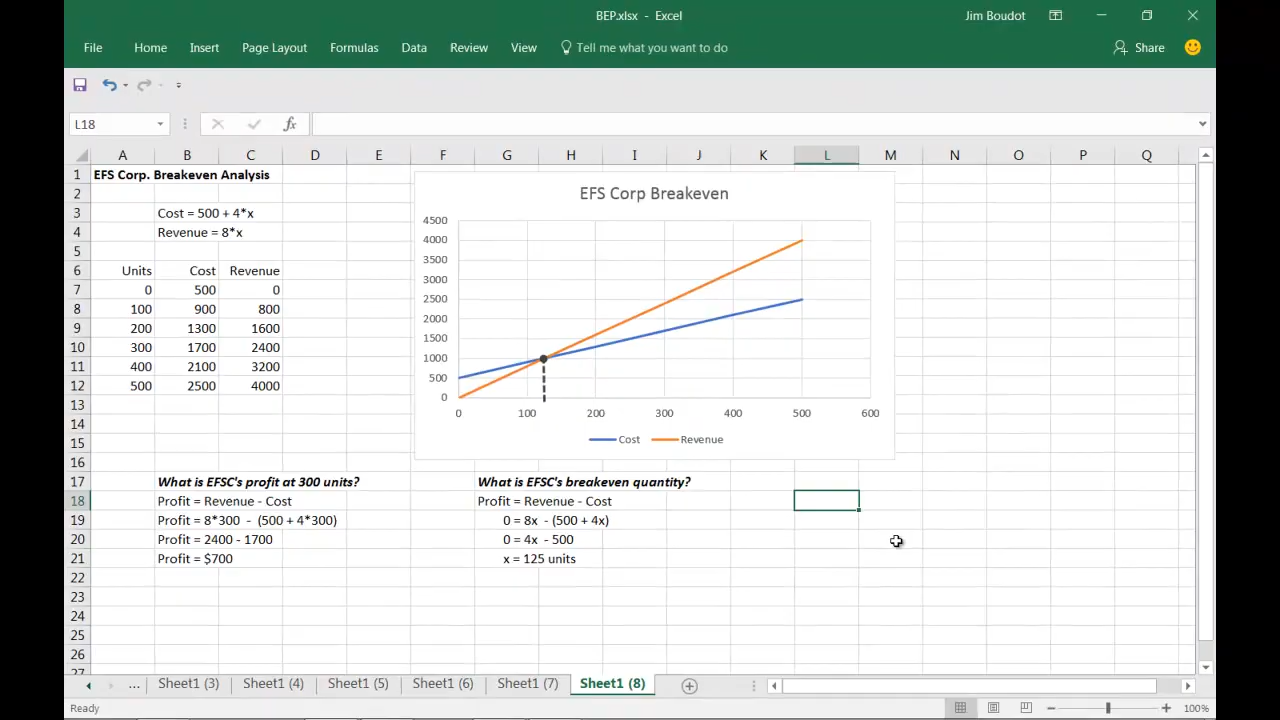 BEP.xlsx - Excel
Jim Boudot
File Home Insert Page Layout Formulas Data Review View Tell me what you want to do Share
L18 fx
A B C D E F G H I J K L M N O P Q
1 EFS Corp. Breakeven Analysis
2
3 Cost = 500 + 4*x
4 Revenue = 8*x
5
6 Units Cost Revenue
7 0 500 0
8 100 900 800
9 200 1300 1600
10 300 1700 2400
11 400 2100 3200
12 500 2500 4000
13
14
15
16
EFS Corp Breakeven
4500
4000
3500
3000
2500
2000
1500
1000
500
0
0 100 200 300 400 500 600
Cost Revenue
17 What is EFSC's profit at 300 units? What is EFSC's breakeven quantity?
18 Profit = Revenue - Cost Profit = Revenue - Cost
19 Profit = 8*300 - (500 + 4*300) 0 = 8x - (500 + 4x)
20 Profit = 2400 - 1700 0 = 4x - 500
21 Profit = $700 x = 125 units
22
23
24
25
26
27
... Sheet1 (3) Sheet1 (4) Sheet1 (5) Sheet1 (6) Sheet1 (7) Sheet1 (8)
Ready 100%